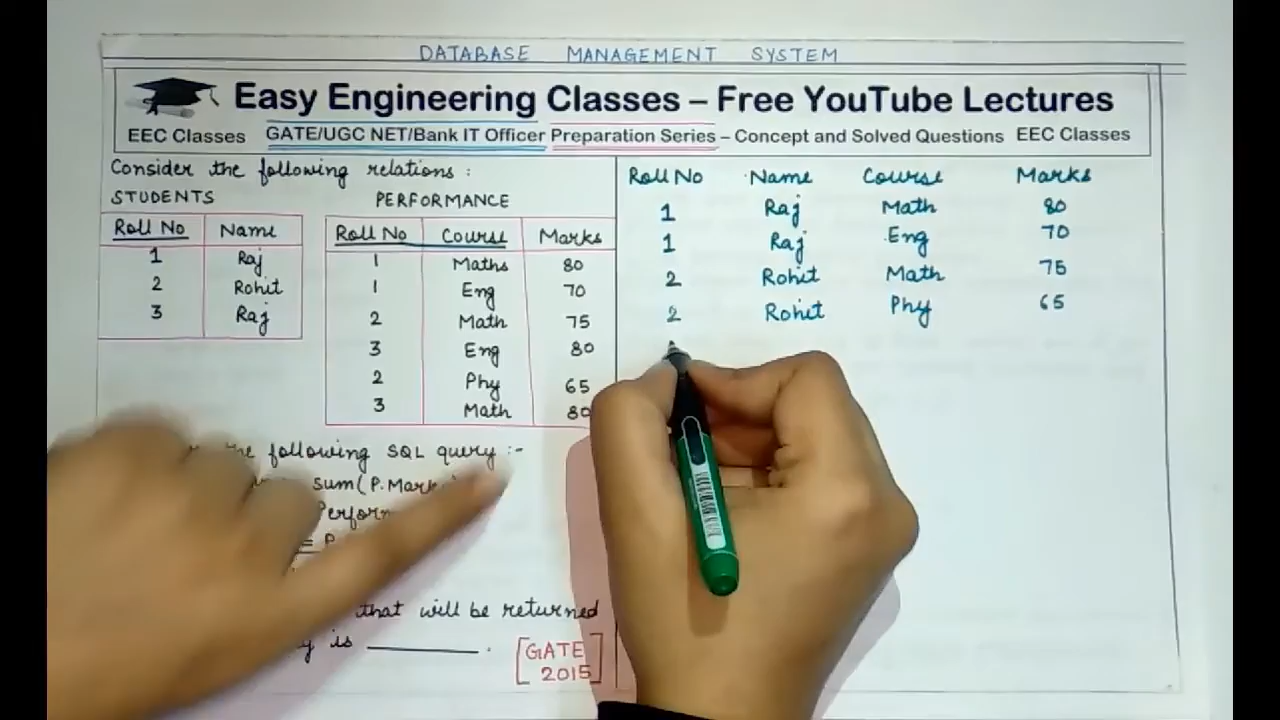 DATABASE MANAGEMENT SYSTEM
Easy Engineering Classes – Free YouTube Lectures
EEC Classes GATE/UGC NET/Bank IT Officer Preparation Series – Concept and Solved Questions EEC Classes
Consider the following relations :
STUDENTS PERFORMANCE
Roll No Name
1 Raj
2 Rohit
3 Raj
Roll No Course Marks
1 Maths 80
1 Eng 70
2 Math 75
3 Eng 80
2 Phy 65
3 Math 80
following SQL query :-
sum(P.Mark
Perform
= P
that will be returned
is ________ .
[GATE 2015]
Roll No Name Course Marks
1 Raj Math 80
1 Raj Eng 70
2 Rohit Math 75
2 Rohit Phy 65